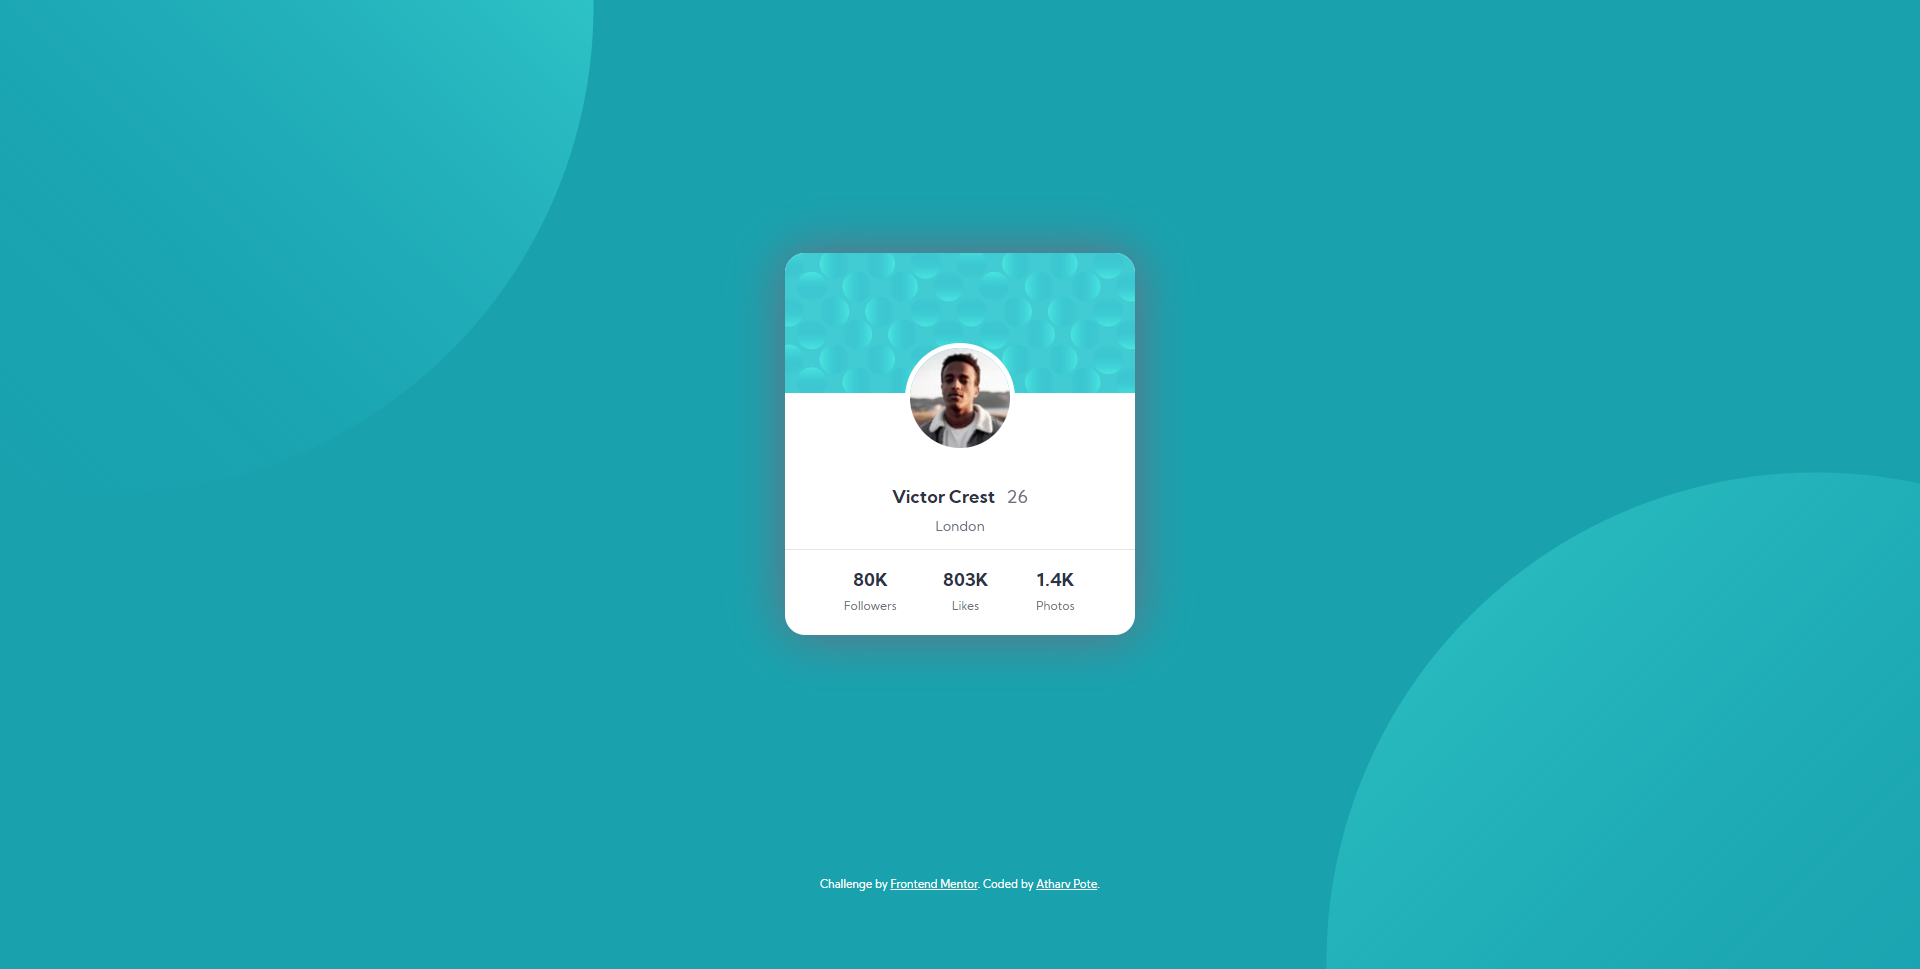 Victor Crest 26
London
80K 803K 1.4K
Followers Likes Photos
Challenge by Frontend Mentor. Coded by Atharv Pote.